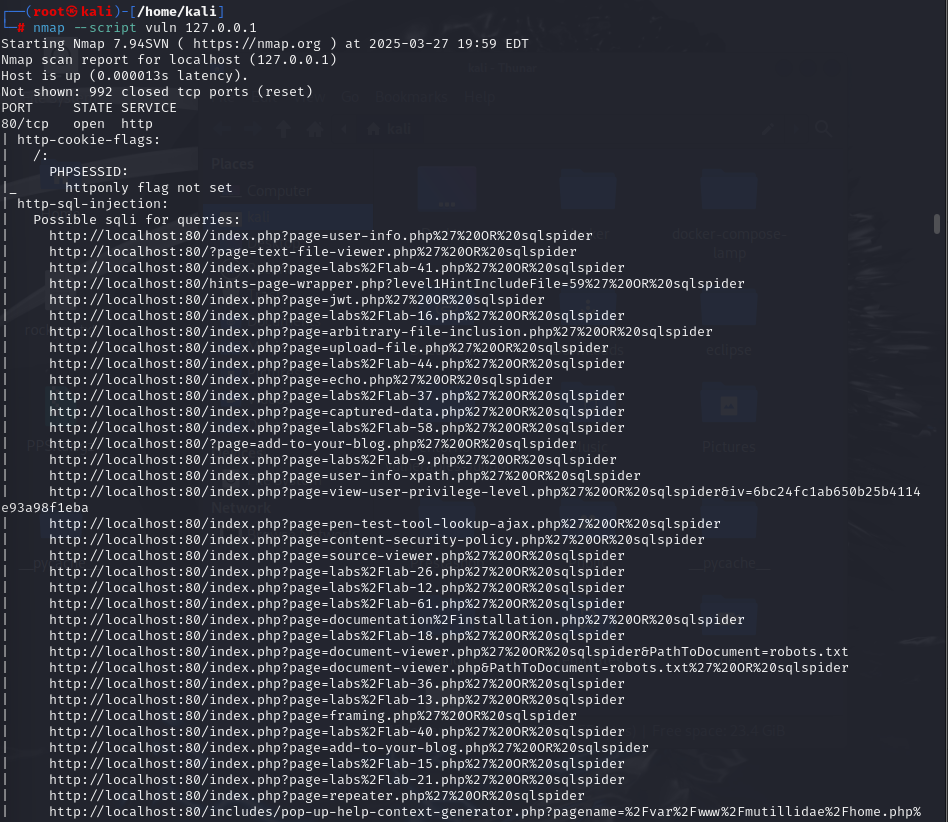 ┌──(root㉿kali)-[/home/kali]
└─# nmap --script vuln 127.0.0.1
Starting Nmap 7.94SVN ( https://nmap.org ) at 2025-03-27 19:59 EDT
Nmap scan report for localhost (127.0.0.1)
Host is up (0.000013s latency).
Not shown: 992 closed tcp ports (reset)
PORT     STATE SERVICE
80/tcp   open  http
| http-cookie-flags:
|   /:
|     PHPSESSID:
|_      httponly flag not set
| http-sql-injection:
|   Possible sqli for queries:
|     http://localhost:80/index.php?page=user-info.php%27%20OR%20sqlspider
|     http://localhost:80/?page=text-file-viewer.php%27%20OR%20sqlspider
|     http://localhost:80/index.php?page=labs%2Flab-41.php%27%20OR%20sqlspider
|     http://localhost:80/hints-page-wrapper.php?level1HintIncludeFile=59%27%20OR%20sqlspider
|     http://localhost:80/index.php?page=jwt.php%27%20OR%20sqlspider
|     http://localhost:80/index.php?page=labs%2Flab-16.php%27%20OR%20sqlspider
|     http://localhost:80/index.php?page=arbitrary-file-inclusion.php%27%20OR%20sqlspider
|     http://localhost:80/index.php?page=upload-file.php%27%20OR%20sqlspider
|     http://localhost:80/index.php?page=labs%2Flab-44.php%27%20OR%20sqlspider
|     http://localhost:80/index.php?page=echo.php%27%20OR%20sqlspider
|     http://localhost:80/index.php?page=labs%2Flab-37.php%27%20OR%20sqlspider
|     http://localhost:80/index.php?page=captured-data.php%27%20OR%20sqlspider
|     http://localhost:80/index.php?page=labs%2Flab-58.php%27%20OR%20sqlspider
|     http://localhost:80/?page=add-to-your-blog.php%27%20OR%20sqlspider
|     http://localhost:80/index.php?page=labs%2Flab-9.php%27%20OR%20sqlspider
|     http://localhost:80/index.php?page=user-info-xpath.php%27%20OR%20sqlspider
|     http://localhost:80/index.php?page=view-user-privilege-level.php%27%20OR%20sqlspider&iv=6bc24fc1ab650b25b4114
e93a98f1eba
|     http://localhost:80/index.php?page=pen-test-tool-lookup-ajax.php%27%20OR%20sqlspider
|     http://localhost:80/index.php?page=content-security-policy.php%27%20OR%20sqlspider
|     http://localhost:80/index.php?page=source-viewer.php%27%20OR%20sqlspider
|     http://localhost:80/index.php?page=labs%2Flab-26.php%27%20OR%20sqlspider
|     http://localhost:80/index.php?page=labs%2Flab-12.php%27%20OR%20sqlspider
|     http://localhost:80/index.php?page=labs%2Flab-61.php%27%20OR%20sqlspider
|     http://localhost:80/index.php?page=documentation%2Finstallation.php%27%20OR%20sqlspider
|     http://localhost:80/index.php?page=labs%2Flab-18.php%27%20OR%20sqlspider
|     http://localhost:80/index.php?page=document-viewer.php%27%20OR%20sqlspider&PathToDocument=robots.txt
|     http://localhost:80/index.php?page=document-viewer.php&PathToDocument=robots.txt%27%20OR%20sqlspider
|     http://localhost:80/index.php?page=labs%2Flab-36.php%27%20OR%20sqlspider
|     http://localhost:80/index.php?page=labs%2Flab-13.php%27%20OR%20sqlspider
|     http://localhost:80/index.php?page=framing.php%27%20OR%20sqlspider
|     http://localhost:80/index.php?page=labs%2Flab-40.php%27%20OR%20sqlspider
|     http://localhost:80/index.php?page=add-to-your-blog.php%27%20OR%20sqlspider
|     http://localhost:80/index.php?page=labs%2Flab-15.php%27%20OR%20sqlspider
|     http://localhost:80/index.php?page=labs%2Flab-21.php%27%20OR%20sqlspider
|     http://localhost:80/index.php?page=repeater.php%27%20OR%20sqlspider
|     http://localhost:80/includes/pop-up-help-context-generator.php?pagename=%2Fvar%2Fwww%2Fmutillidae%2Fhome.php%
Go Bookmarks Help
kali
Places
Computer
docker-compose-
lamp
eclipse
Pictures
Network
__pycache__